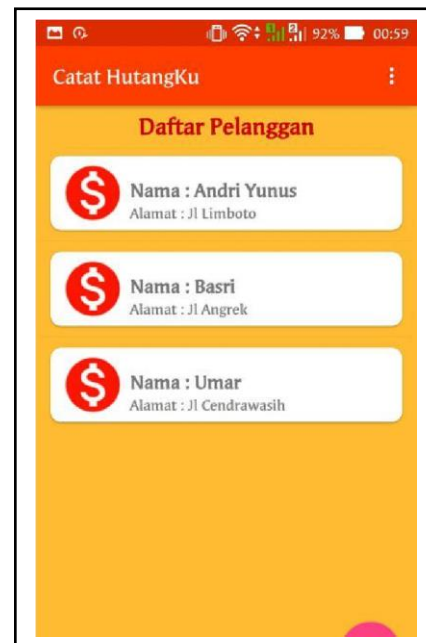 92% 00:59
Catat HutangKu
Daftar Pelanggan
Nama : Andri Yunus
Alamat : Jl Limboto
Nama : Basri
Alamat : Jl Angrek
Nama : Umar
Alamat : Jl Cendrawasih